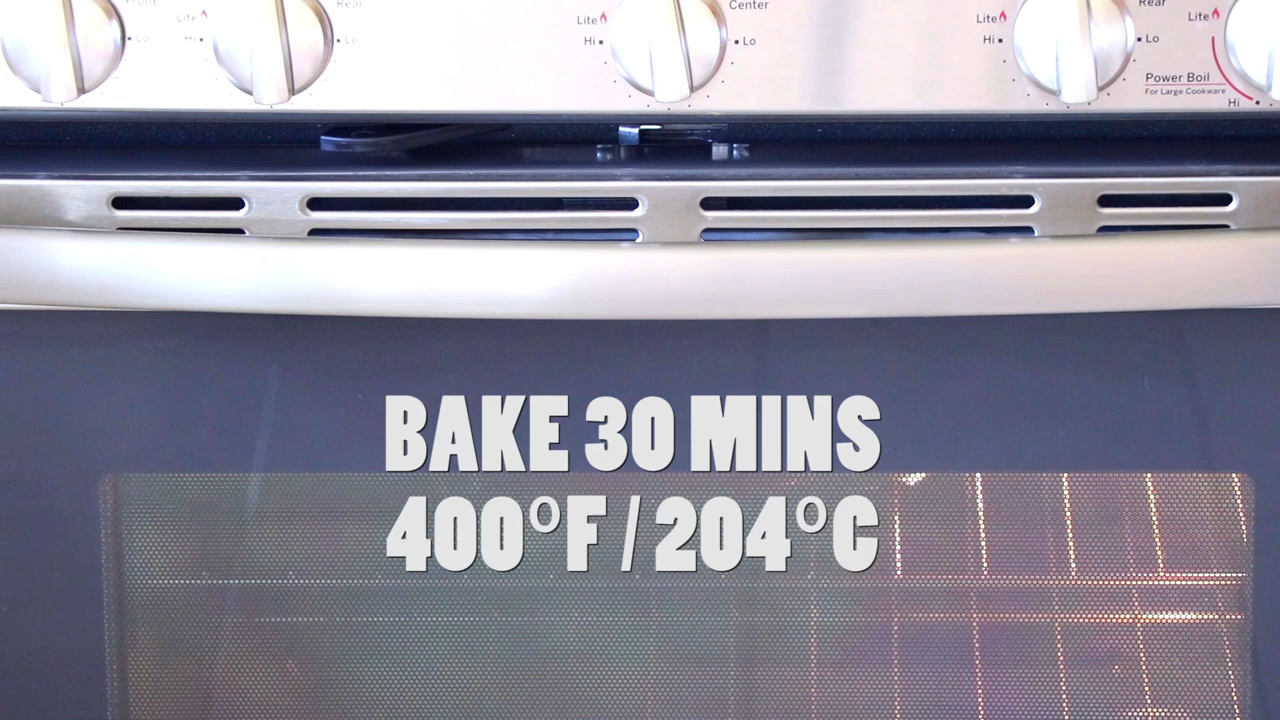 Front
Rear
Center
Rear
Lite
Lite
Lite
Lite
Hi
Lo
Hi
Lo
Hi
Lo
Hi
Lo
Power Boil
For Large Cookware
Hi
BAKE 30 MINS
400°F / 204°C